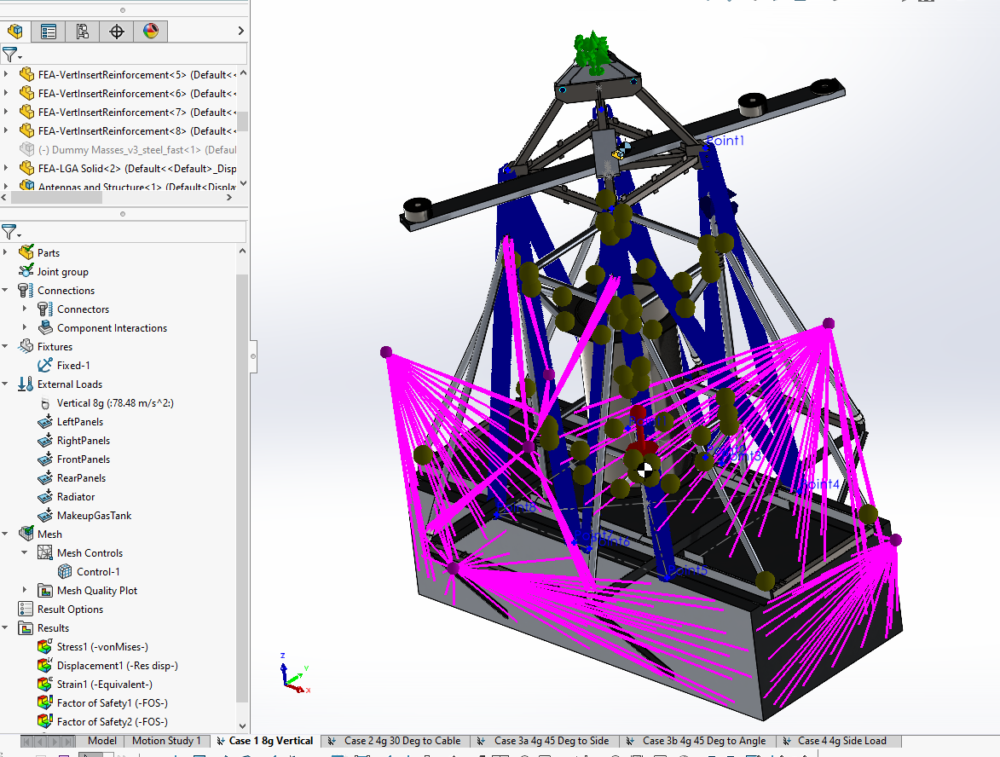 FEA-VertInsertReinforcement<5> (Default<<
FEA-VertInsertReinforcement<6> (Default<<
FEA-VertInsertReinforcement<7> (Default<<
FEA-VertInsertReinforcement<8> (Default<<
(-) Dummy Masses_v3_steel_fast<1> (Defaul
FEA-LGA Solid<2> (Default<<Default>_Disp
Antennas and Structure<1> (Default<Displa
Parts
Joint group
Connections
Connectors
Component Interactions
Fixtures
Fixed-1
External Loads
Vertical 8g (:78.48 m/s^2:)
LeftPanels
RightPanels
FrontPanels
RearPanels
Radiator
MakeupGasTank
Mesh
Mesh Controls
Control-1
Mesh Quality Plot
Result Options
Results
Stress1 (-vonMises-)
Displacement1 (-Res disp-)
Strain1 (-Equivalent-)
Factor of Safety1 (-FOS-)
Factor of Safety2 (-FOS-)
Point1
Point4
Point5
z
y
x
Model
Motion Study 1
Case 1 8g Vertical
Case 2 4g 30 Deg to Cable
Case 3a 4g 45 Deg to Side
Case 3b 4g 45 Deg to Angle
Case 4 4g Side Load